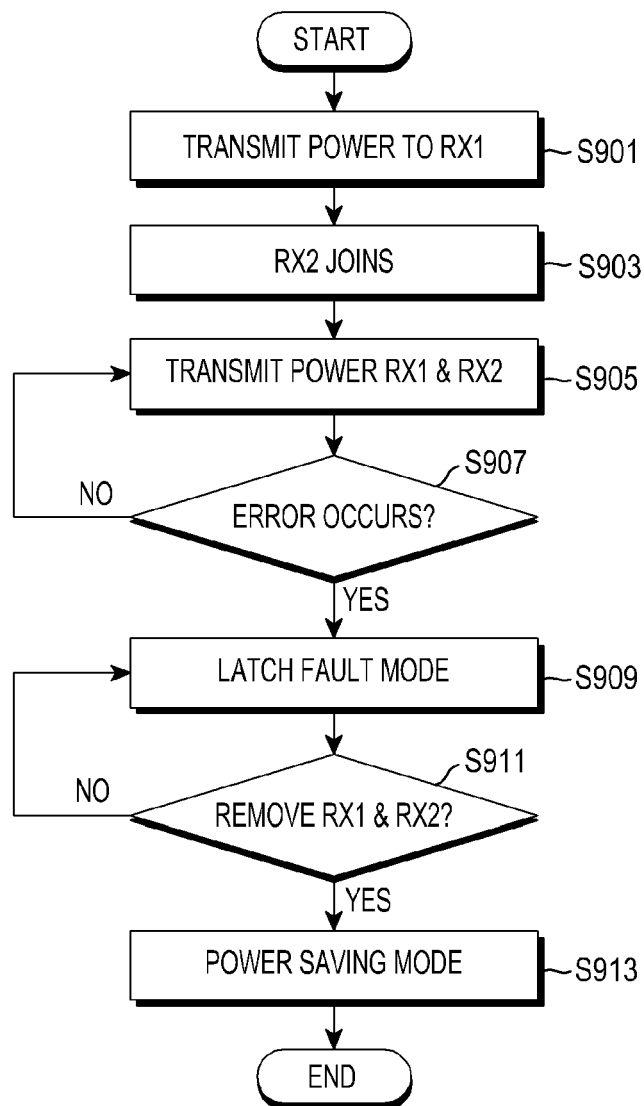 START
TRANSMIT POWER TO RX1
S901
RX2 JOINS
S903
TRANSMIT POWER RX1 & RX2
S905
S907
NO
ERROR OCCURS?
YES
LATCH FAULT MODE
S909
S911
NO
REMOVE RX1 & RX2?
YES
POWER SAVING MODE
S913
END